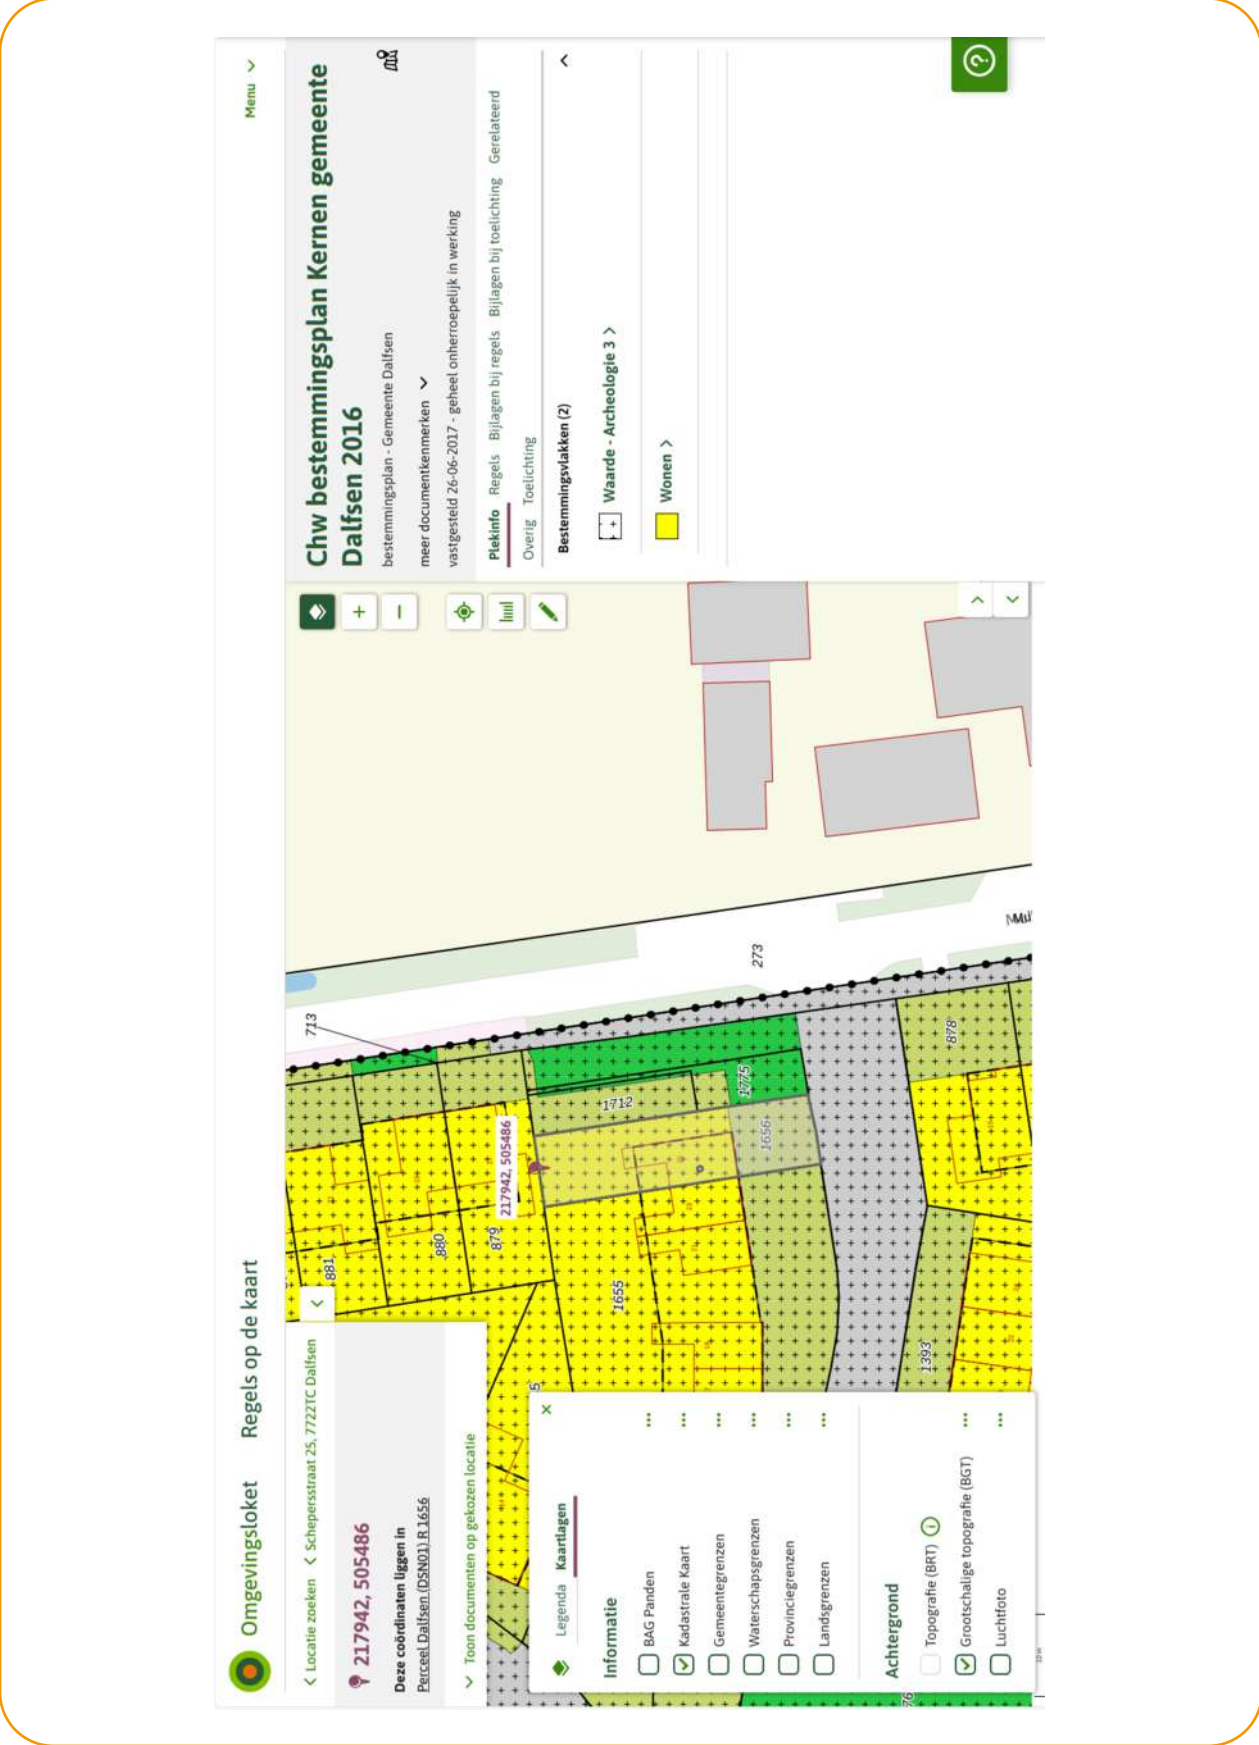 Omgevingsloket
Regels op de kaart
Menu
Locatie zoeken
Schepersstraat 25, 7722TC Dalfsen
217942, 505486
Deze coördinaten liggen in
Perceel Dalfsen (DSN01) R 1656
Toon documenten op gekozen locatie
Legenda
Kaartlagen
Informatie
BAG Panden
Kadastrale Kaart
Gemeentegrenzen
Waterschapsgrenzen
Provinciegrenzen
Landsgrenzen
Achtergrond
Topografie (BRT)
Grootschalige topografie (BGT)
Luchtfoto
713
881
880
879
217942, 505486
1712
1775
1656
1655
273
878
1393
Chw bestemmingsplan Kernen gemeente
Dalfsen 2016
bestemmingsplan - Gemeente Dalfsen
meer documentkenmerken
vastgesteld 26-06-2017 - geheel onherroepelijk in werking
Plekinfo Regels Bijlagen bij regels Bijlagen bij toelichting Gerelateerd
Overig Toelichting
Bestemmingsvlakken (2)
Waarde - Archeologie 3
Wonen